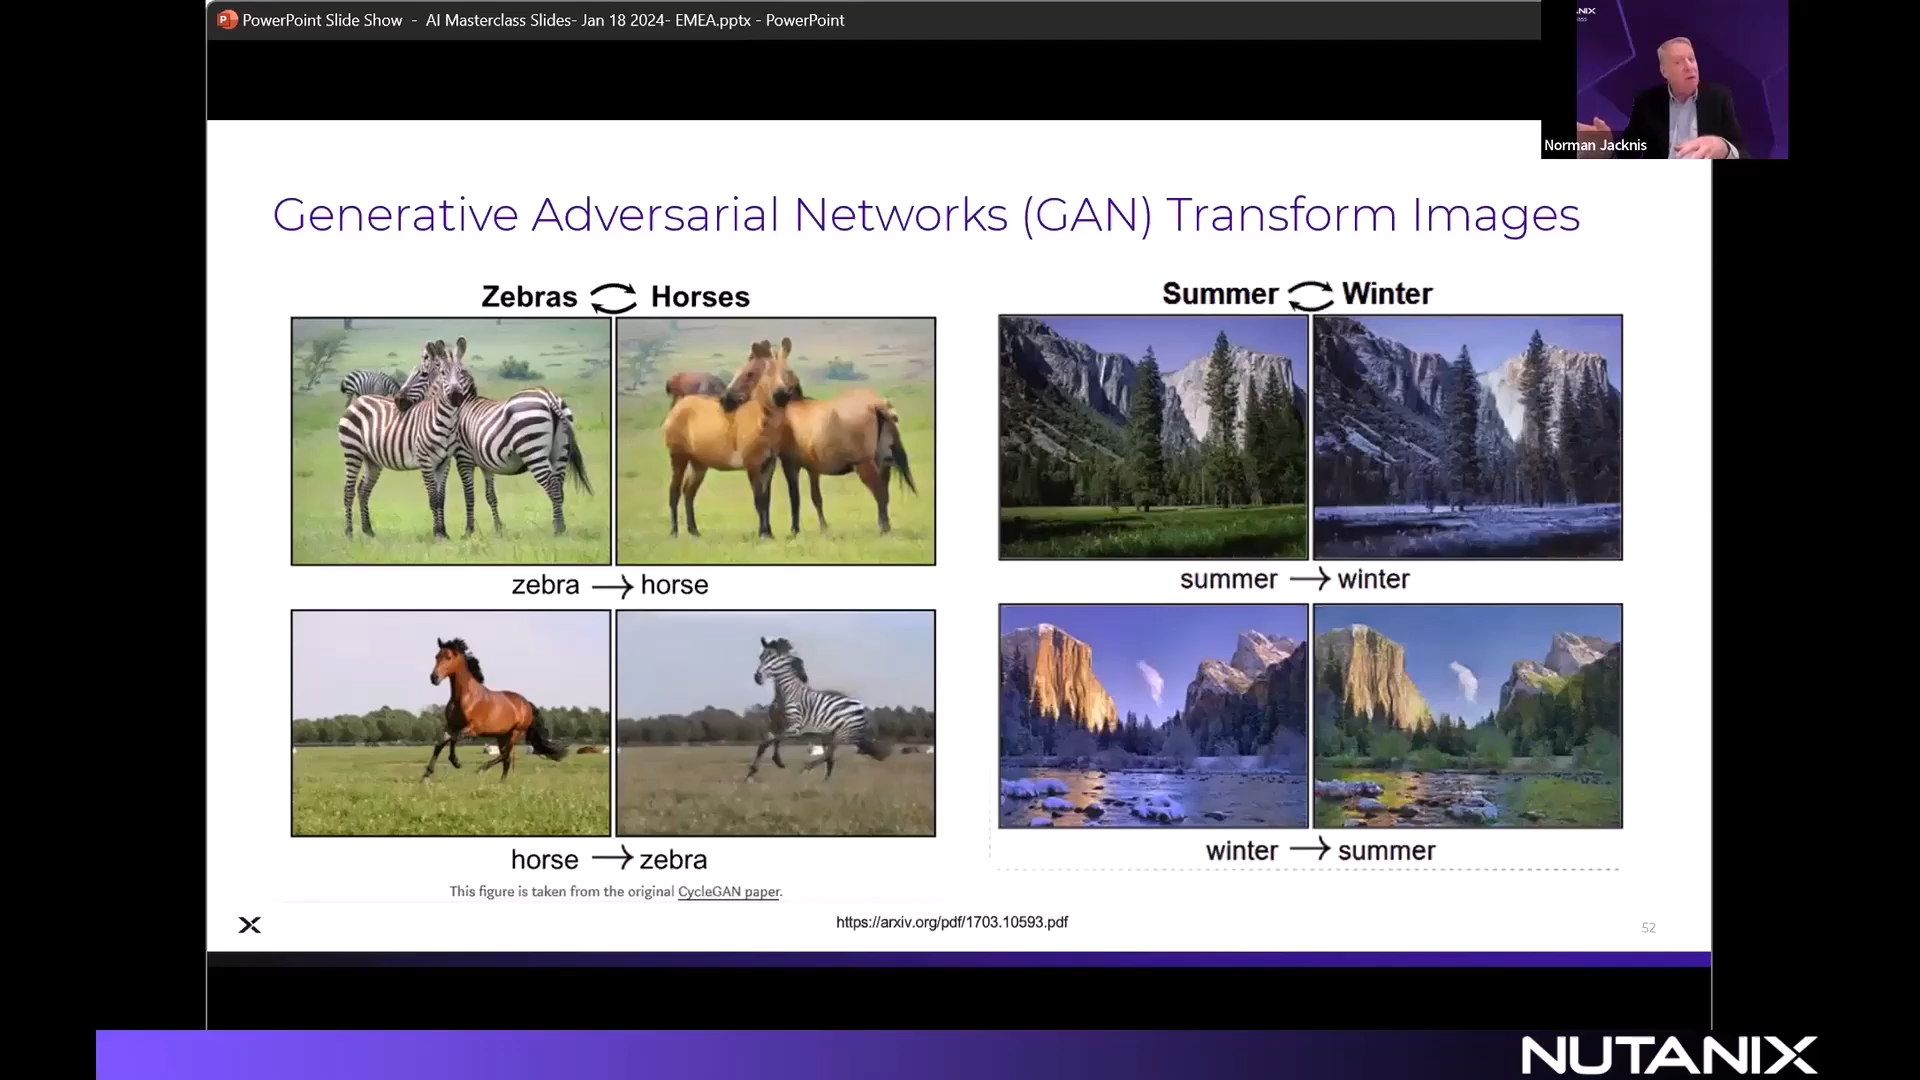 PowerPoint Slide Show - AI Masterclass Slides- Jan 18 2024- EMEA.pptx - PowerPoint
Norman Jacknis
Generative Adversarial Networks (GAN) Transform Images
Zebras Horses
Summer Winter
zebra → horse
summer → winter
horse → zebra
winter → summer
This figure is taken from the original CycleGAN paper.
https://arxiv.org/pdf/1703.10593.pdf
52
NUTANIX